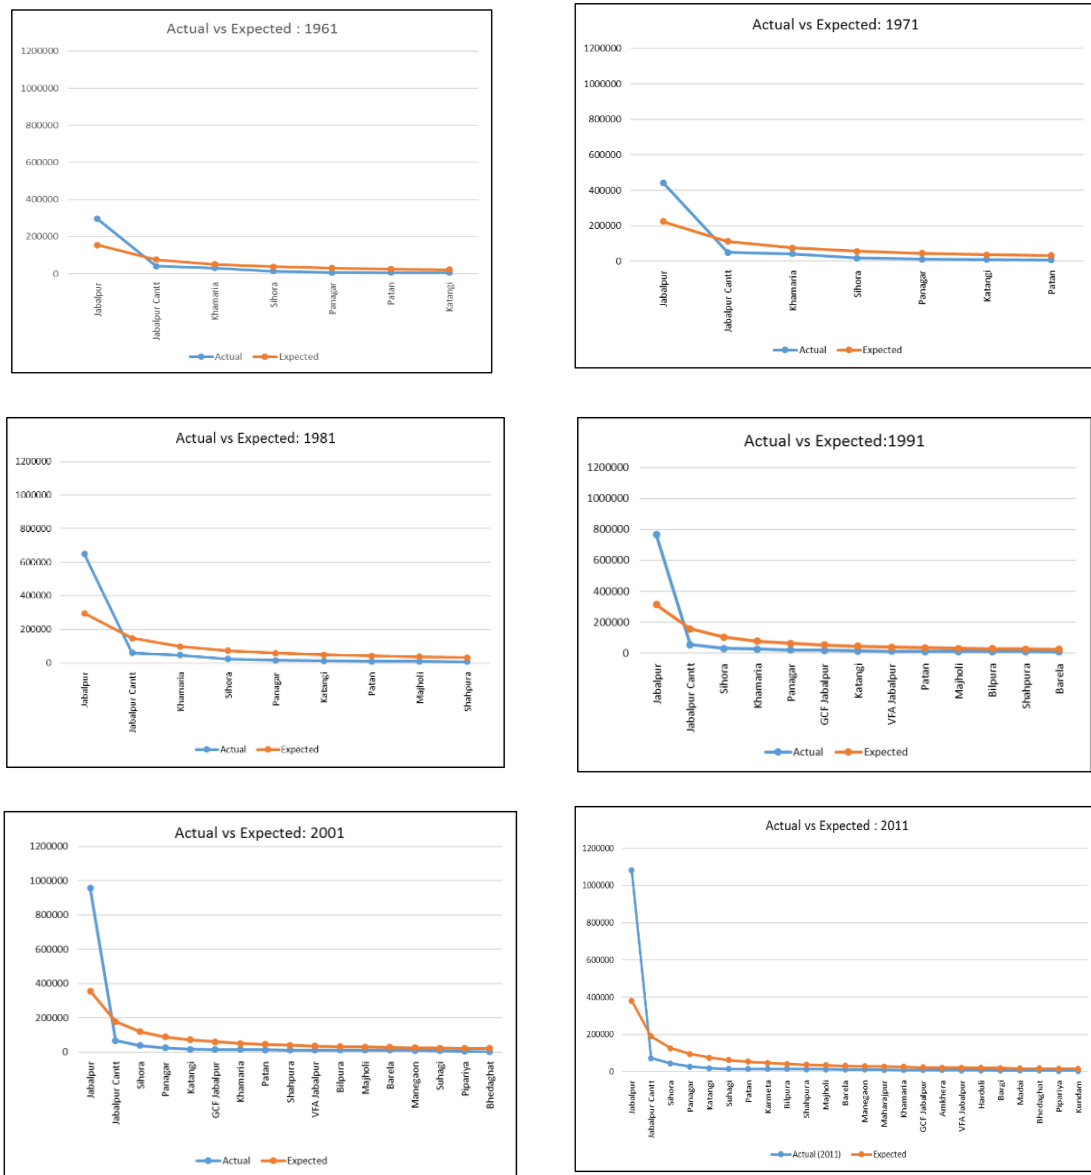 Actual vs Expected : 1961
1200000
1000000
800000
600000
400000
200000
0
Jabalpur
Jabalpur Cantt
Khamaria
Sihora
Panagar
Patan
Katangi
Actual Expected
Actual vs Expected: 1971
1200000
1000000
800000
600000
400000
200000
0
Jabalpur
Jabalpur Cantt
Khamaria
Sihora
Panagar
Katangi
Patan
Actual Expected
Actual vs Expected: 1981
1200000
1000000
800000
600000
400000
200000
0
Jabalpur
Jabalpur Cantt
Khamaria
Sihora
Panagar
Katangi
Patan
Majholi
Shahpura
Actual Expected
Actual vs Expected:1991
1200000
1000000
800000
600000
400000
200000
0
Jabalpur
Jabalpur Cantt
Sihora
Khamaria
Panagar
GCF Jabalpur
Katangi
VFA Jabalpur
Patan
Majholi
Bilpura
Shahpura
Barela
Actual Expected
Actual vs Expected: 2001
1200000
1000000
800000
600000
400000
200000
0
Jabalpur
Jabalpur Cantt
Sihora
Panagar
Katangi
GCF Jabalpur
Khamaria
Patan
Shahpura
VFA Jabalpur
Bilpura
Majholi
Barela
Manegaon
Suhagi
Pipariya
Bhedaghat
Actual Expected
Actual vs Expected : 2011
1200000
1000000
800000
600000
400000
200000
0
Jabalpur
Jabalpur Cantt
Sihora
Panagar
Katangi
Suhagi
Patan
Karmeta
Bilpura
Shahpura
Majholi
Barela
Manegaon
Maharajpur
Khamaria
GCF Jabalpur
Amkhera
VFA Jabalpur
Harduli
Bargi
Madai
Bhedaghat
Pipariya
Kundam
Actual (2011) Expected